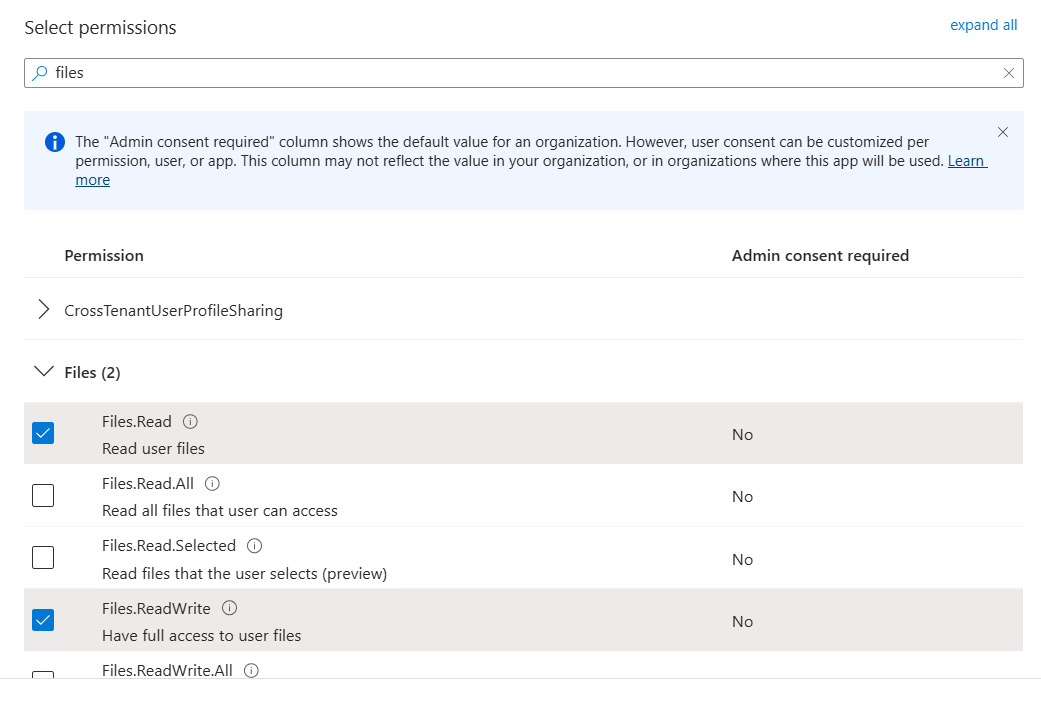 Select permissions
expand all
files
The "Admin consent required" column shows the default value for an organization. However, user consent can be customized per
permission, user, or app. This column may not reflect the value in your organization, or in organizations where this app will be used. Learn
more
Permission
Admin consent required
CrossTenantUserProfileSharing
Files (2)
Files.Read
Read user files
No
Files.Read.All
Read all files that user can access
No
Files.Read.Selected
Read files that the user selects (preview)
No
Files.ReadWrite
Have full access to user files
No
Files.ReadWrite.All